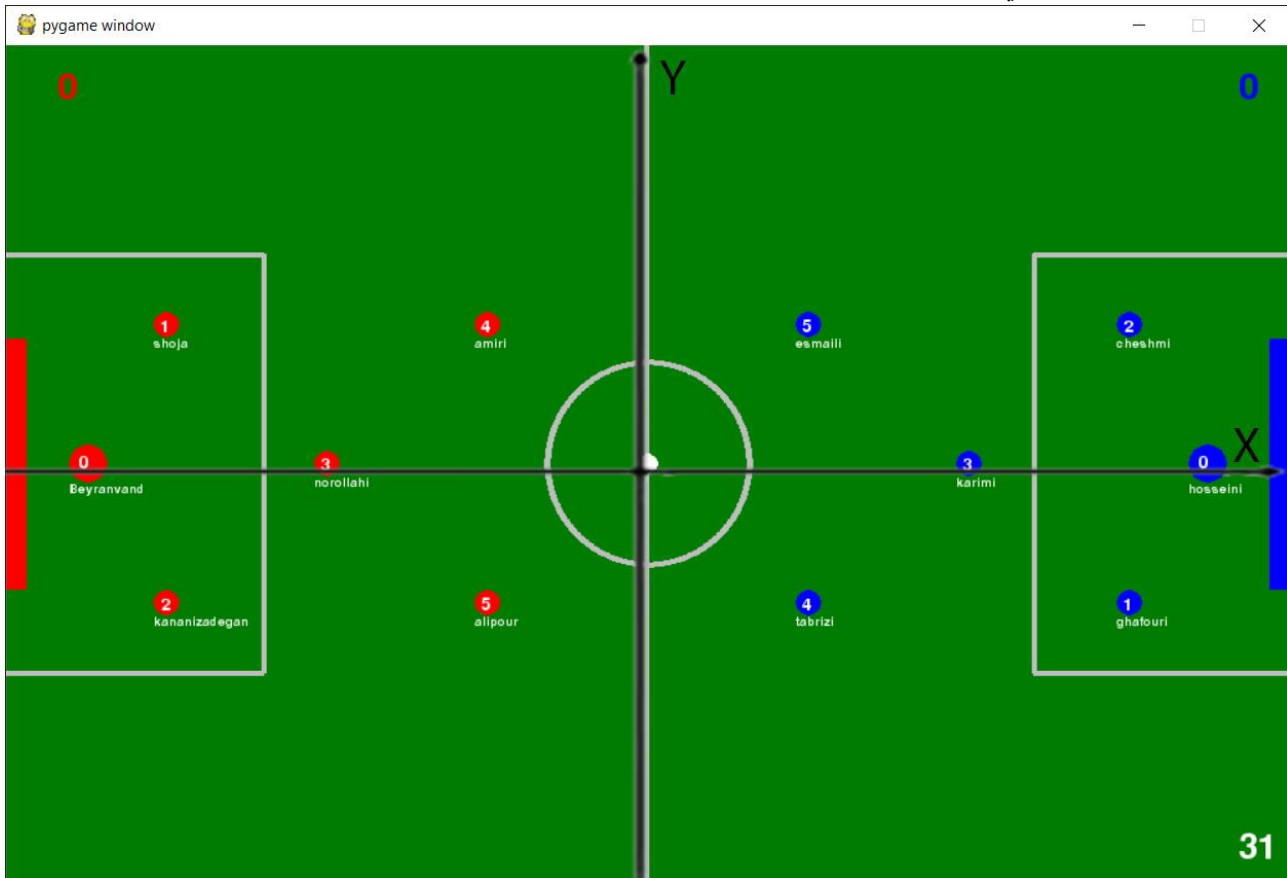 pygame window
Y
0
0
1
shoja
4
amiri
5
esmaili
2
cheshmi
0
Beyranvand
3
norollahi
3
karimi
0
hosseini
X
2
kananizadegan
5
alipour
4
tabrizi
1
ghafouri
31